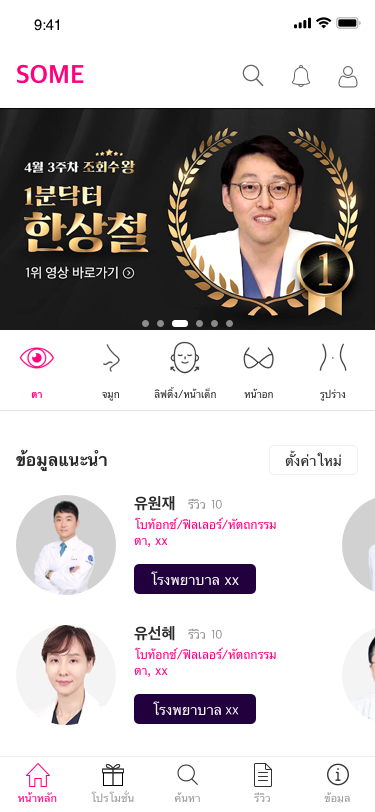 9:41
SOME
4월 3주차 조회수왕
1분닥터
한상철
1위 영상 바로가기
1
ตา
จมูก
ลิฟติ้ง/หน้าเด็ก
หน้าอก
รูปร่าง
ข้อมูลแนะนำ
ตั้งค่าใหม่
유원재 รีวิว 10
โบท้อกซ์/ฟิลเลอร์/หัตถกรรม
ตา, xx
โรงพยาบาล xx
유선혜 รีวิว 10
โบท้อกซ์/ฟิลเลอร์/หัตถกรรม
ตา, xx
โรงพยาบาล xx
หน้าหลัก
โปรโมชั่น
ค้นหา
รีวิว
ข้อมูล